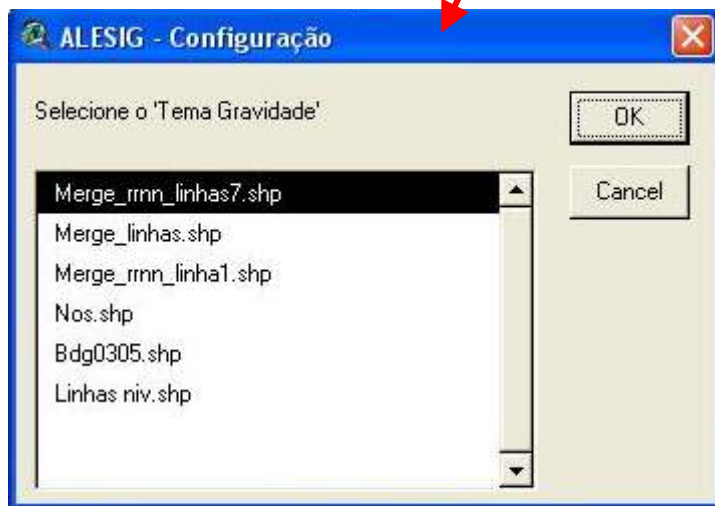 ALESIG - Configuração
Selecione o 'Tema Gravidade'
OK
Cancel
Merge_rrnn_linhas7.shp
Merge_linhas.shp
Merge_rrnn_linha1.shp
Nos.shp
Bdg0305.shp
Linhas niv.shp